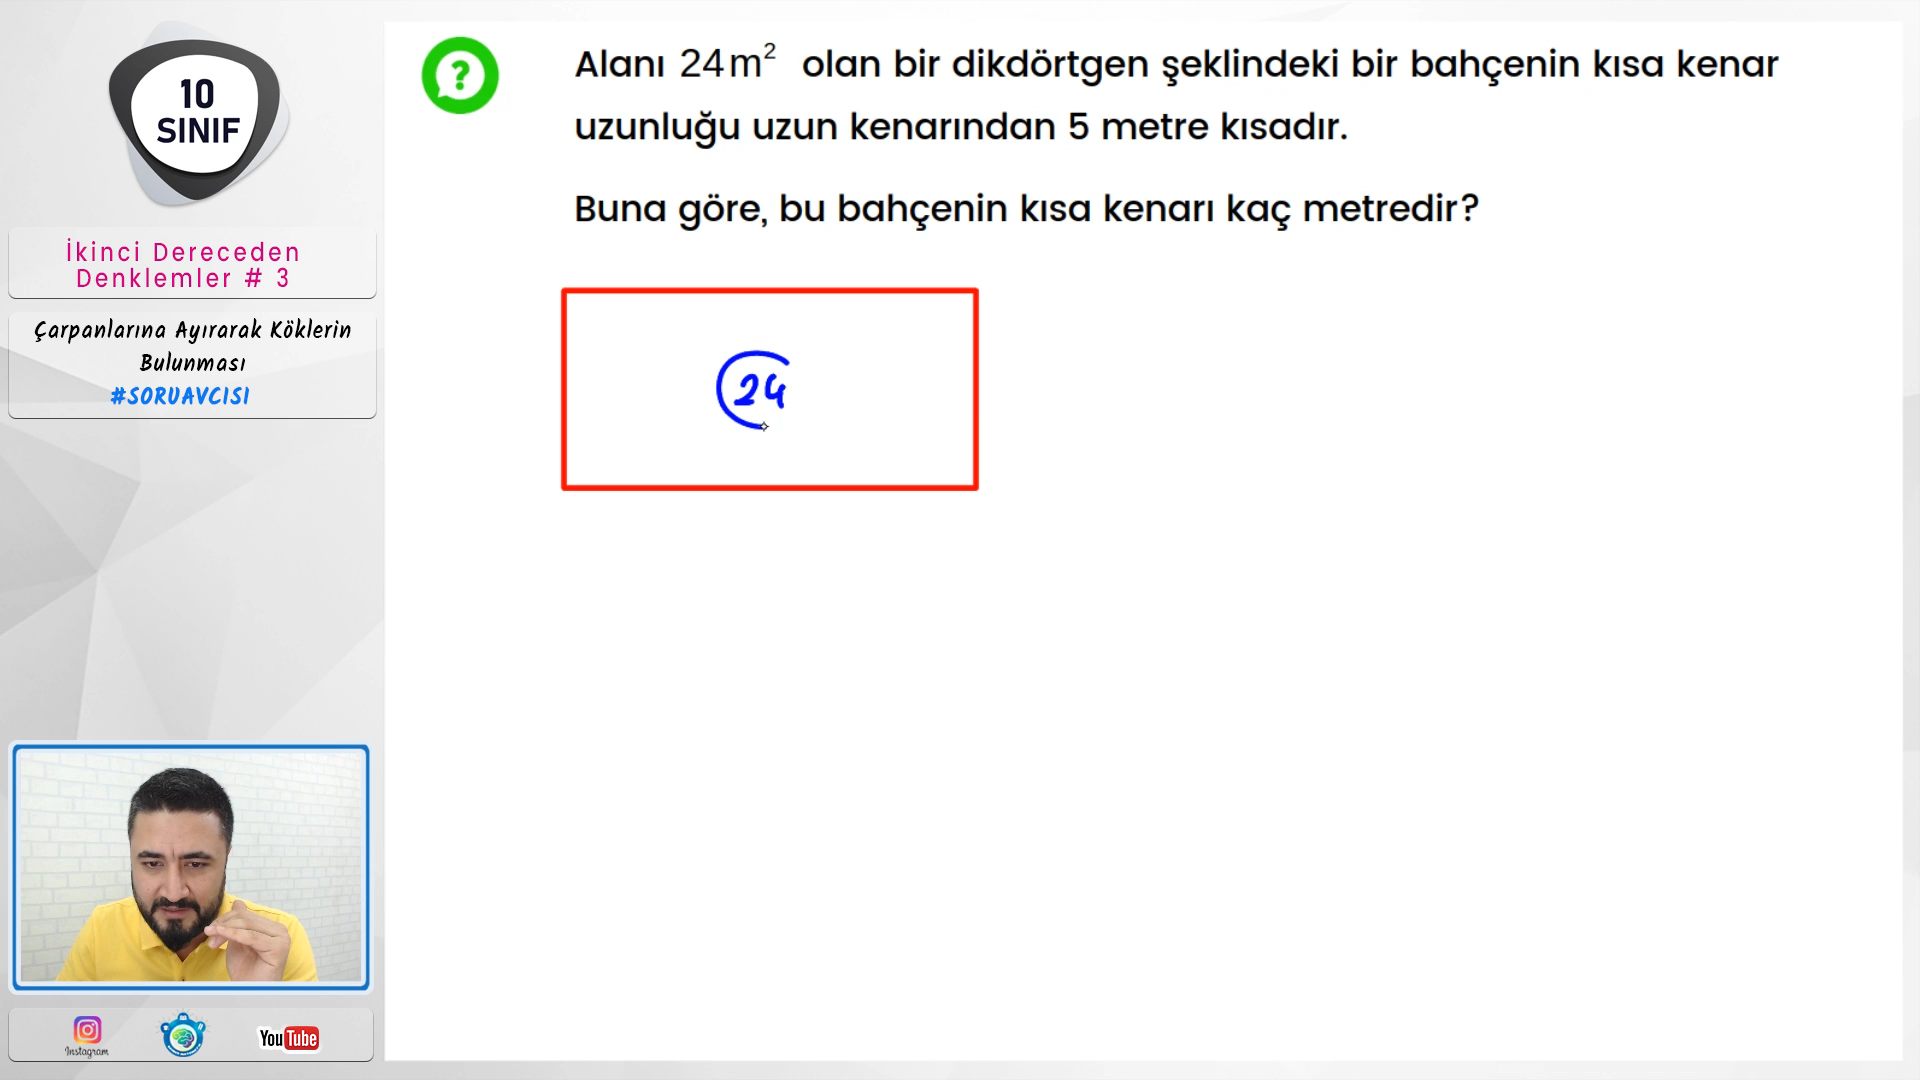 10
SINIF
İkinci Dereceden
Denklemler # 3
Çarpanlarına Ayırarak Köklerin
Bulunması
#SORUAVCISI
Alanı 24m² olan bir dikdörtgen şeklindeki bir bahçenin kısa kenar
uzunluğu uzun kenarından 5 metre kısadır.
Buna göre, bu bahçenin kısa kenarı kaç metredir?
24
Instagram
YouTube